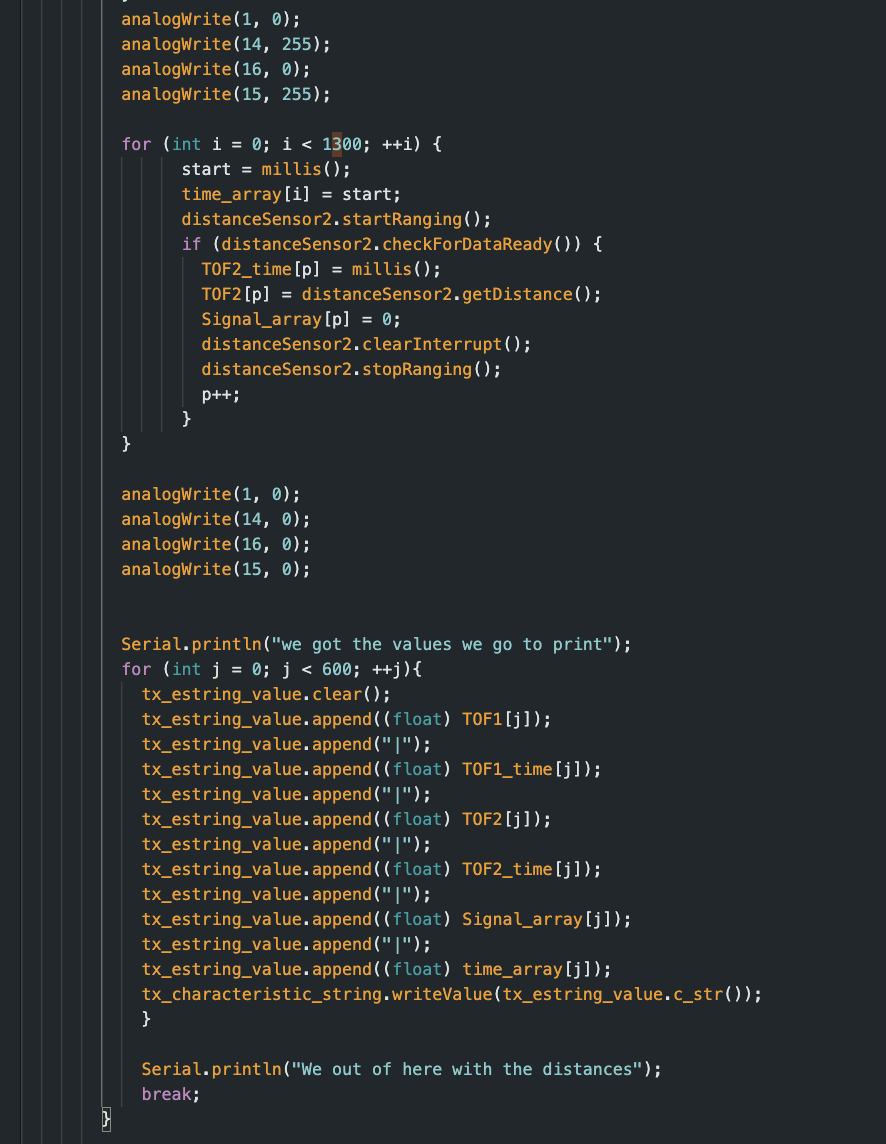 analogWrite(1, 0);
analogWrite(14, 255);
analogWrite(16, 0);
analogWrite(15, 255);
for (int i = 0; i < 1300; ++i) {
start = millis();
time_array[i] = start;
distanceSensor2.startRanging();
if (distanceSensor2.checkForDataReady()) {
TOF2_time[p] = millis();
TOF2[p] = distanceSensor2.getDistance();
Signal_array[p] = 0;
distanceSensor2.clearInterrupt();
distanceSensor2.stopRanging();
p++;
}
}
analogWrite(1, 0);
analogWrite(14, 0);
analogWrite(16, 0);
analogWrite(15, 0);
Serial.println("we got the values we go to print");
for (int j = 0; j < 600; ++j){
tx_estring_value.clear();
tx_estring_value.append((float) TOF1[j]);
tx_estring_value.append("|");
tx_estring_value.append((float) TOF1_time[j]);
tx_estring_value.append("|");
tx_estring_value.append((float) TOF2[j]);
tx_estring_value.append("|");
tx_estring_value.append((float) TOF2_time[j]);
tx_estring_value.append("|");
tx_estring_value.append((float) Signal_array[j]);
tx_estring_value.append("|");
tx_estring_value.append((float) time_array[j]);
tx_characteristic_string.writeValue(tx_estring_value.c_str());
}
Serial.println("We out of here with the distances");
break;
}